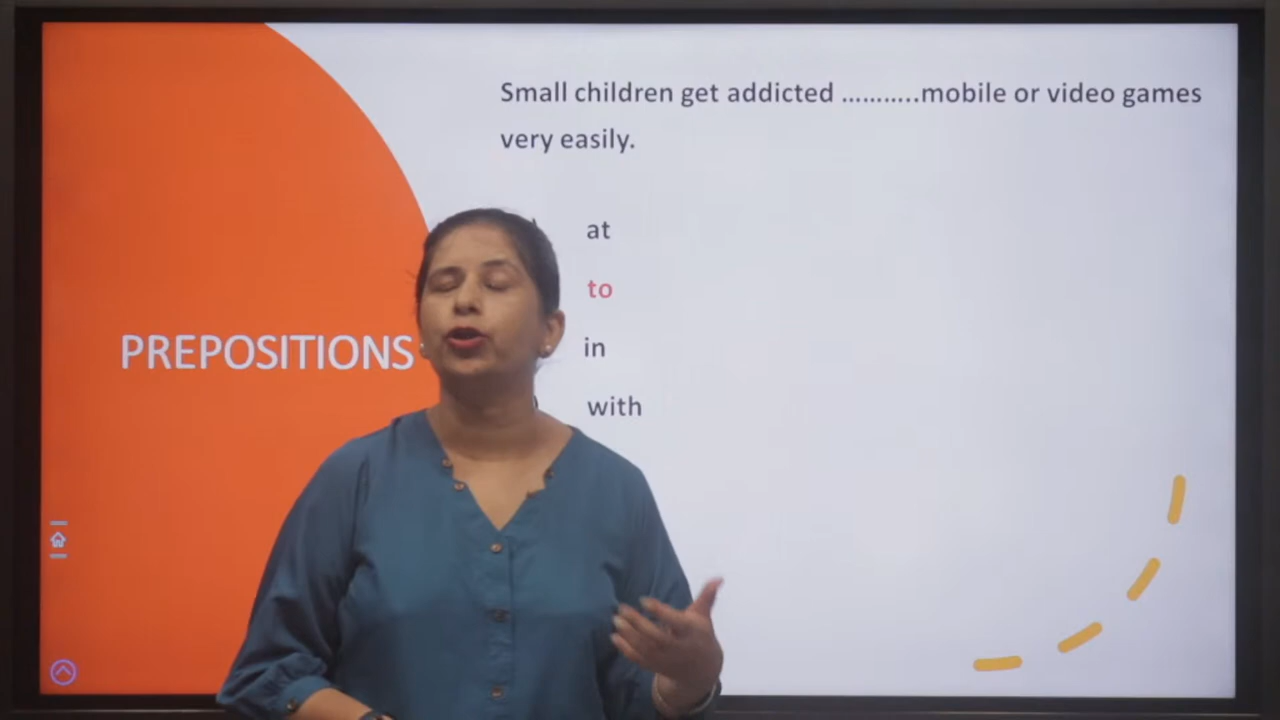 Small children get addicted ………..mobile or video games
very easily.
at
to
PREPOSITIONS
in
with